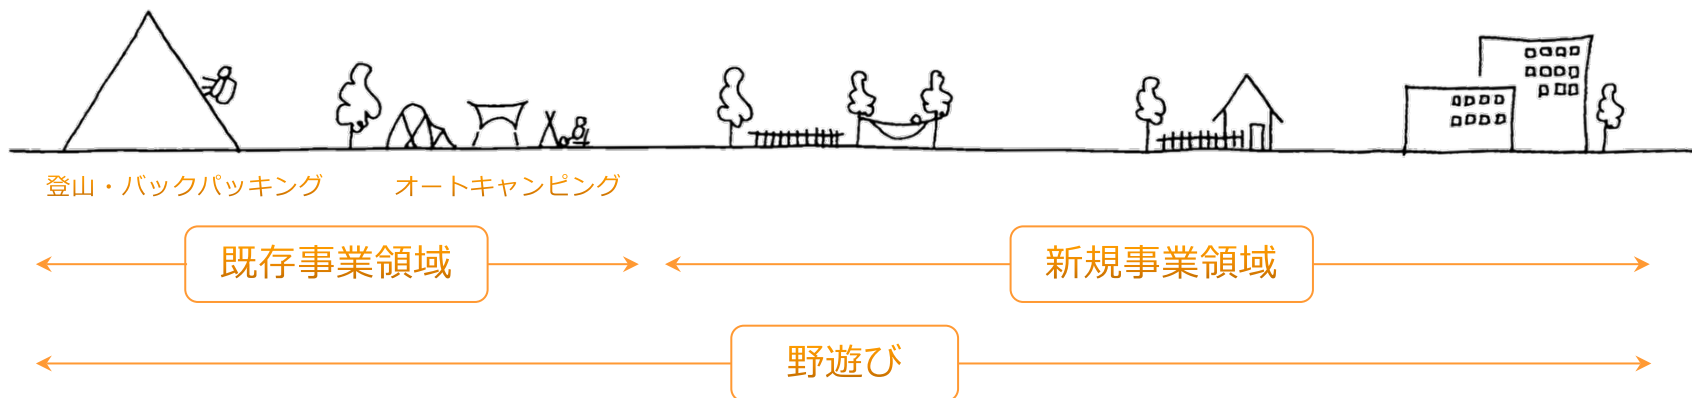 登山・バックパッキング
オートキャンピング
既存事業領域
新規事業領域
野遊び